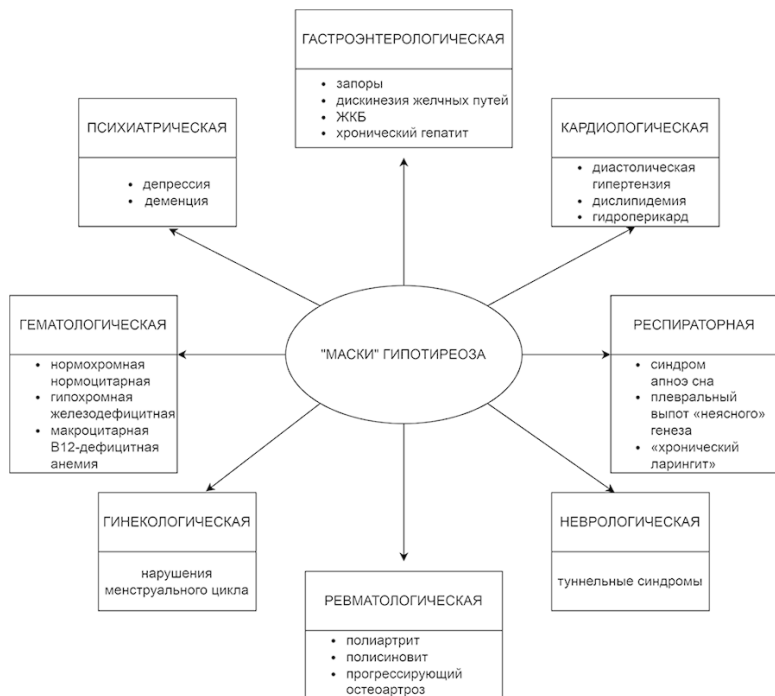 ГАСТРОЭНТЕРОЛОГИЧЕСКАЯ
• запоры
• дискинезия желчных путей
• ЖКБ
• хронический гепатит
ПСИХИАТРИЧЕСКАЯ
• депрессия
• деменция
КАРДИОЛОГИЧЕСКАЯ
• диастолическая
гипертензия
• дислипидемия
• гидроперикард
ГЕМАТОЛОГИЧЕСКАЯ
• нормохромная
нормоцитарная
• гипохромная
железодефицитная
• макроцитарная
В12-дефицитная
анемия
"МАСКИ" ГИПОТИРЕОЗА
РЕСПИРАТОРНАЯ
• синдром
апноэ сна
• плевральный
выпот «неясного»
генеза
• «хронический
ларингит»
ГИНЕКОЛОГИЧЕСКАЯ
нарушения
менструального цикла
НЕВРОЛОГИЧЕСКАЯ
туннельные синдромы
РЕВМАТОЛОГИЧЕСКАЯ
• полиартрит
• полисиновит
• прогрессирующий
остеоартроз